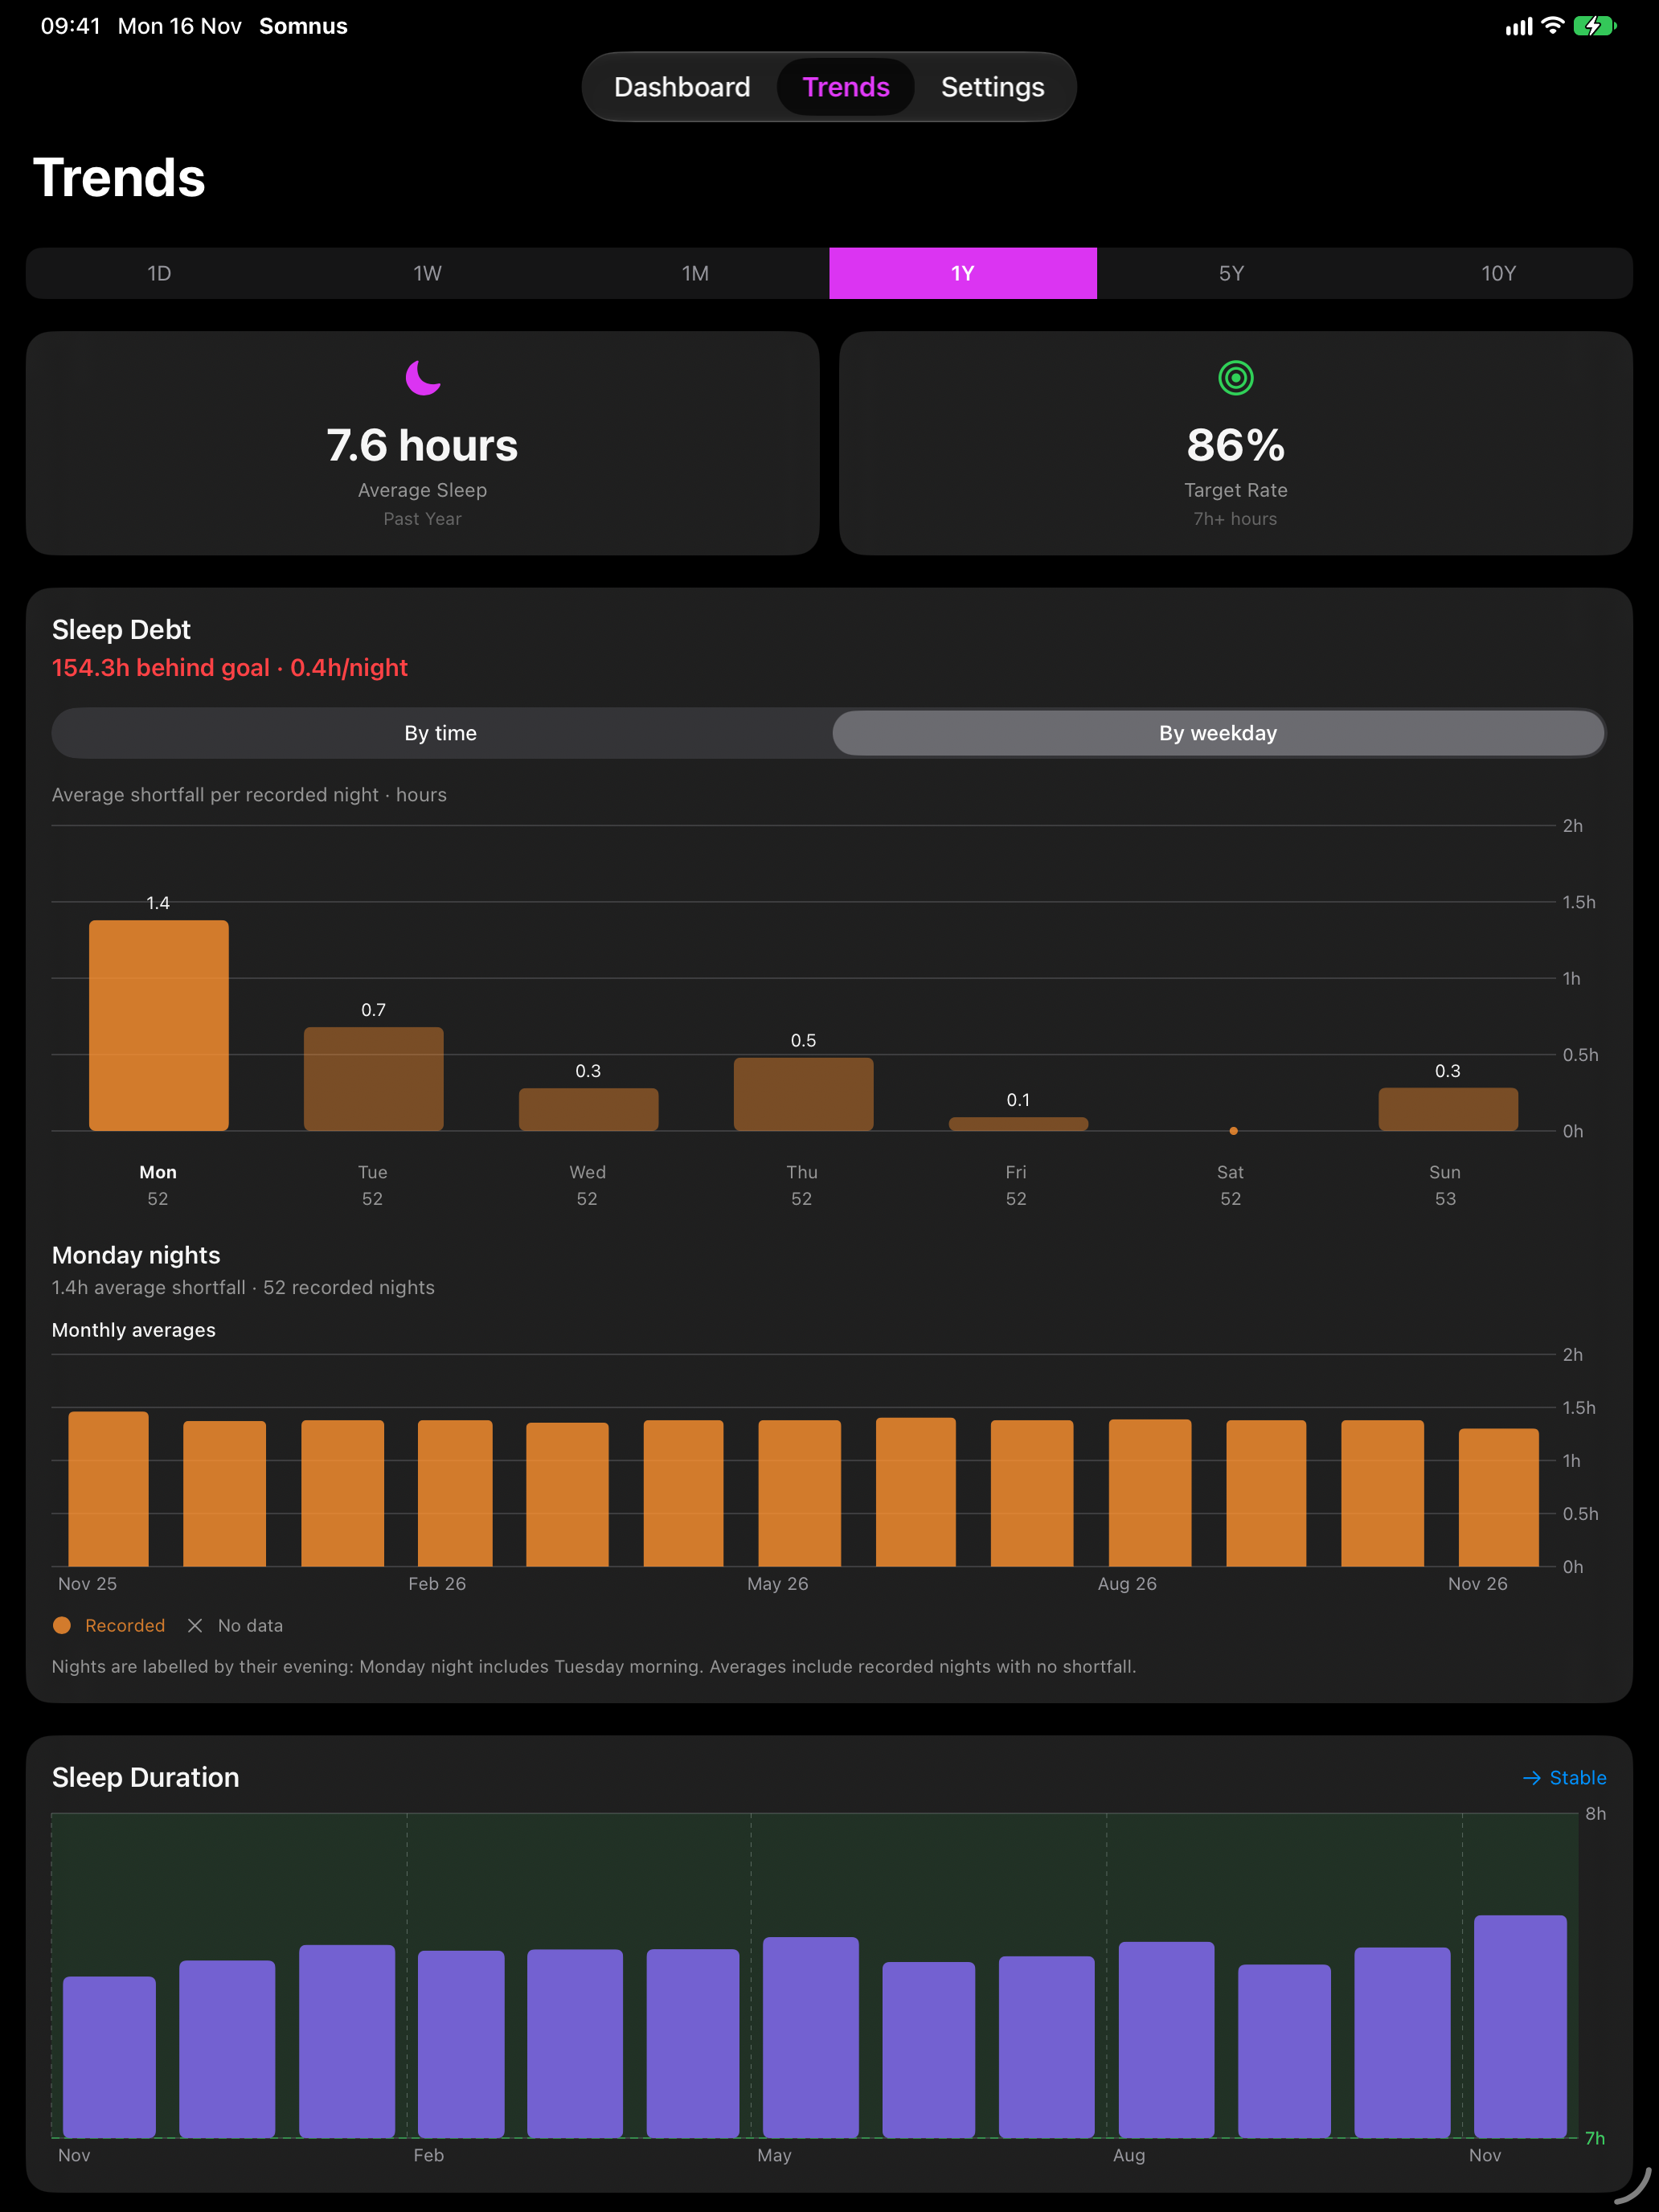 09:41 Mon 16 Nov Somnus
Dashboard Trends Settings
Trends
1D 1W 1M 1Y 5Y 10Y
7.6 hours
Average Sleep
Past Year
86%
Target Rate
7h+ hours
Sleep Debt
154.3h behind goal · 0.4h/night
By time By weekday
Average shortfall per recorded night · hours
2h
1.5h
1h
0.5h
0h
1.4 0.7 0.3 0.5 0.1 0.3
Mon Tue Wed Thu Fri Sat Sun
52 52 52 52 52 52 53
Monday nights
1.4h average shortfall · 52 recorded nights
Monthly averages
2h
1.5h
1h
0.5h
0h
Nov 25 Feb 26 May 26 Aug 26 Nov 26
Recorded No data
Nights are labelled by their evening: Monday night includes Tuesday morning. Averages include recorded nights with no shortfall.
Sleep Duration → Stable
8h
7h
Nov Feb May Aug Nov